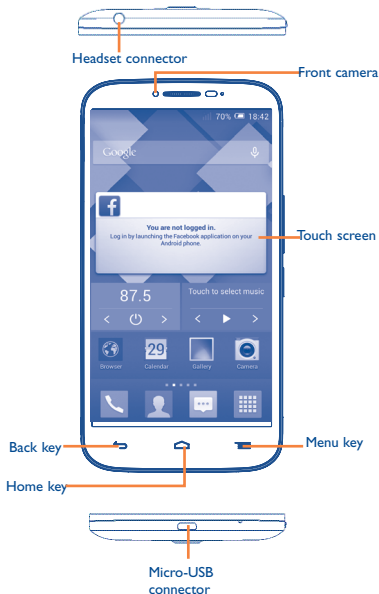 Headset connector
Front camera
70% 18:42
Google
f
You are not logged in.
Log in by launching the Facebook application on your
Android phone.
Touch screen
87.5
Touch to select music
29
Browser Calendar Gallery Camera
Back key
Menu key
Home key
Micro-USB
connector